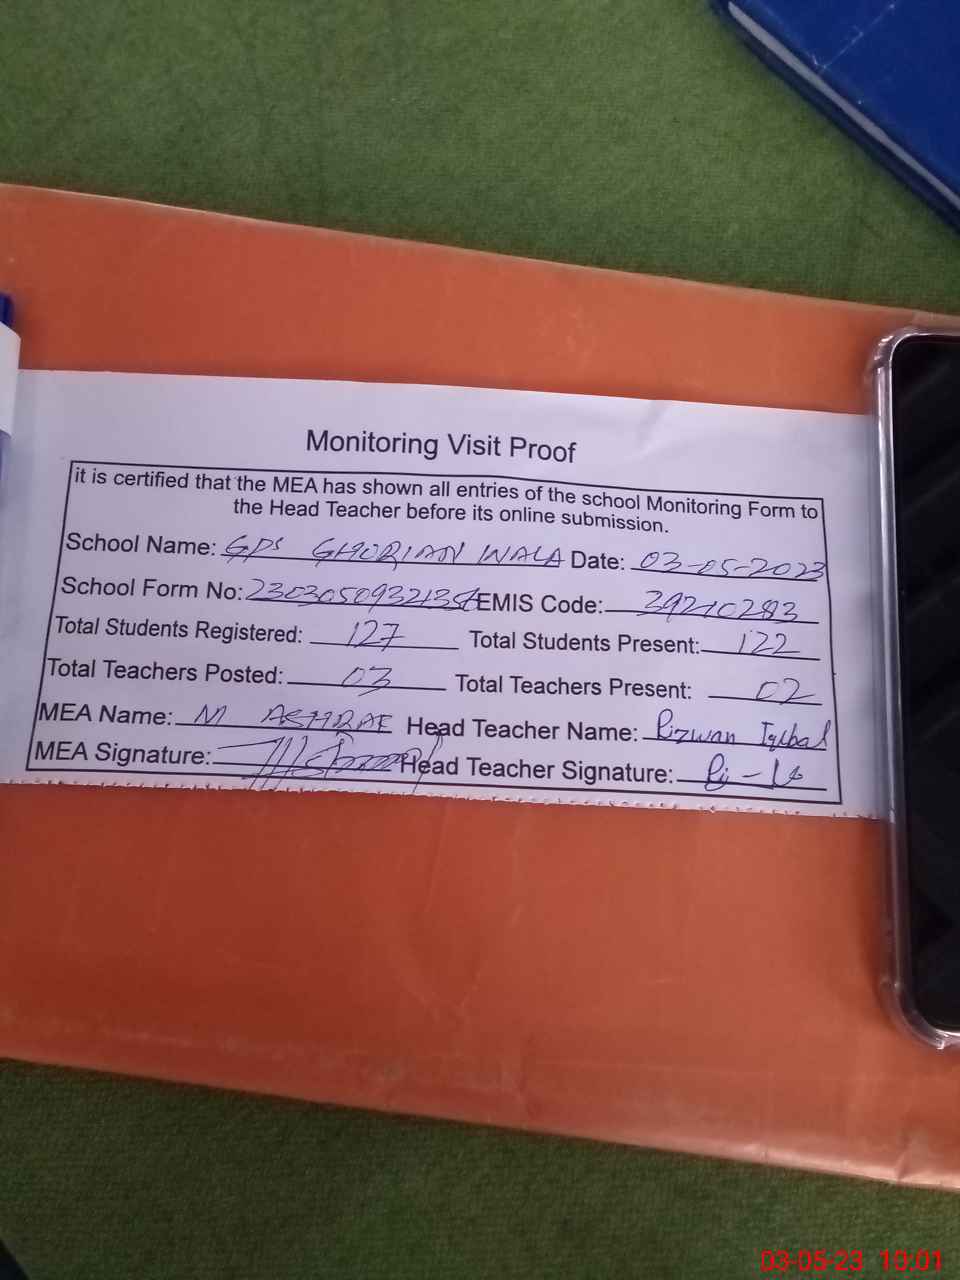 Monitoring Visit Proof
it is certified that the MEA has shown all entries of the school Monitoring Form to
the Head Teacher before its online submission.
School Name: GPS GHORIAN WALA Date: 03-05-2023
School Form No: EMIS Code: 39210283
Total Students Registered: 127 Total Students Present: 122
Total Teachers Posted: 03 Total Teachers Present: 02
MEA Name: M ASHRAF Head Teacher Name: Rizwan Iqbal
MEA Signature: Head Teacher Signature:
03-05-23 10:01